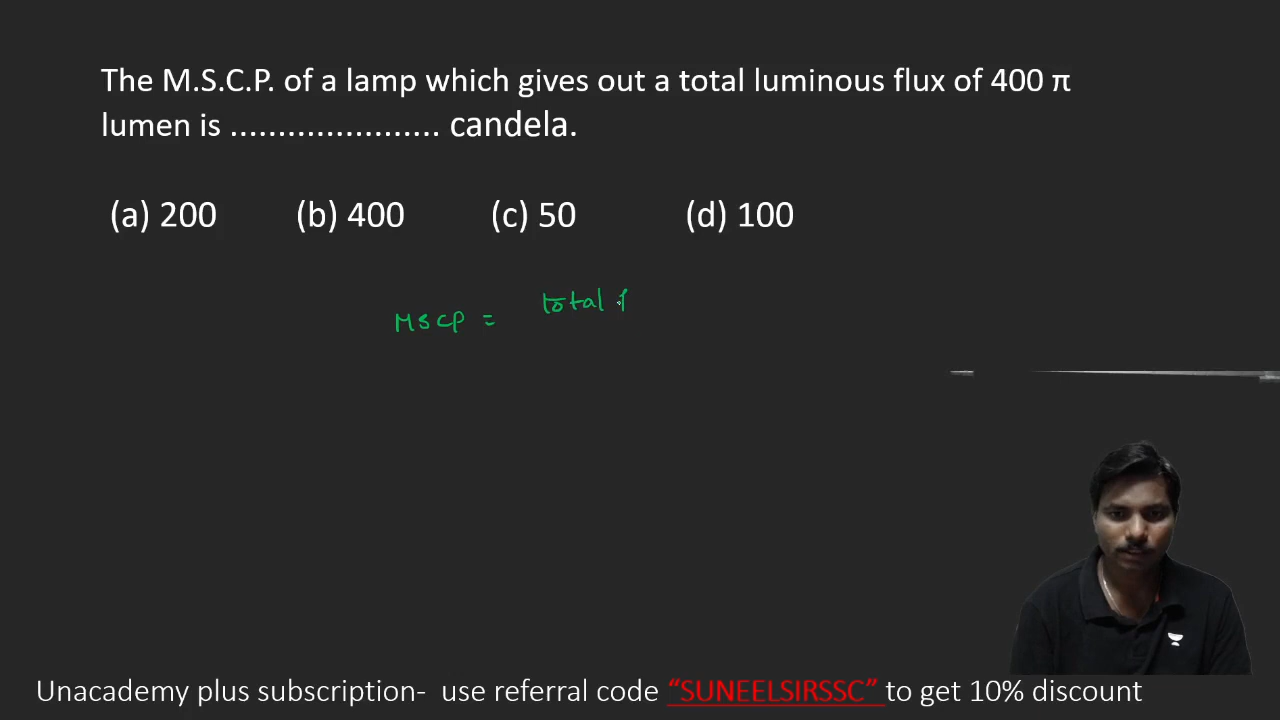 The M.S.C.P. of a lamp which gives out a total luminous flux of 400 π
lumen is ...................... candela.
(a) 200 (b) 400 (c) 50 (d) 100
total f
MSCP =
Unacademy plus subscription- use referral code “SUNEELSIRSSC” to get 10% discount